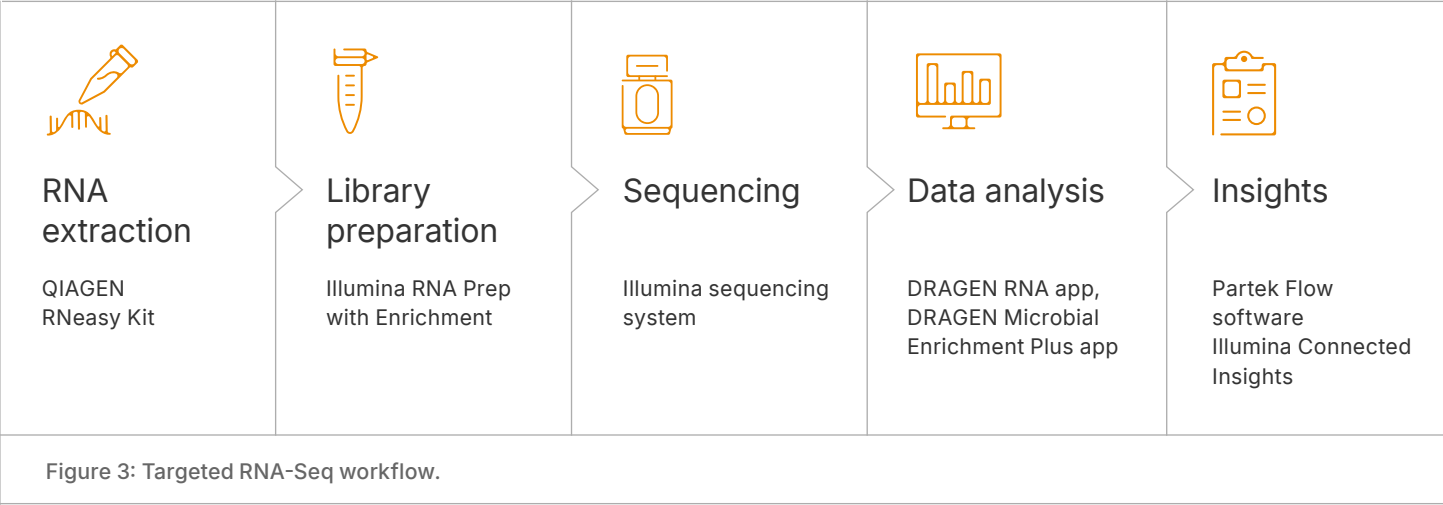 RNA
extraction
QIAGEN
RNeasy Kit
Library
preparation
Illumina RNA Prep
with Enrichment
Sequencing
Illumina sequencing
system
Data analysis
DRAGEN RNA app,
DRAGEN Microbial
Enrichment Plus app
Insights
Partek Flow
software
Illumina Connected
Insights
Figure 3: Targeted RNA-Seq workflow.